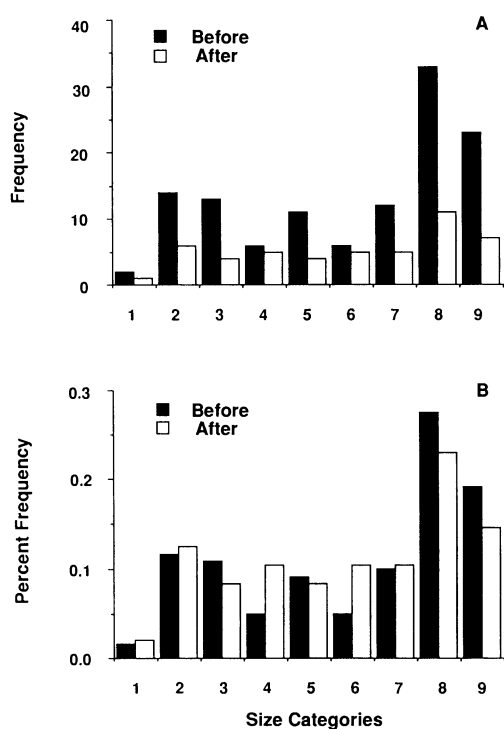 A
Before
After
Frequency
40
30
20
10
0
1 2 3 4 5 6 7 8 9
B
Before
After
Percent Frequency
0.3
0.2
0.1
0.0
1 2 3 4 5 6 7 8 9
Size Categories